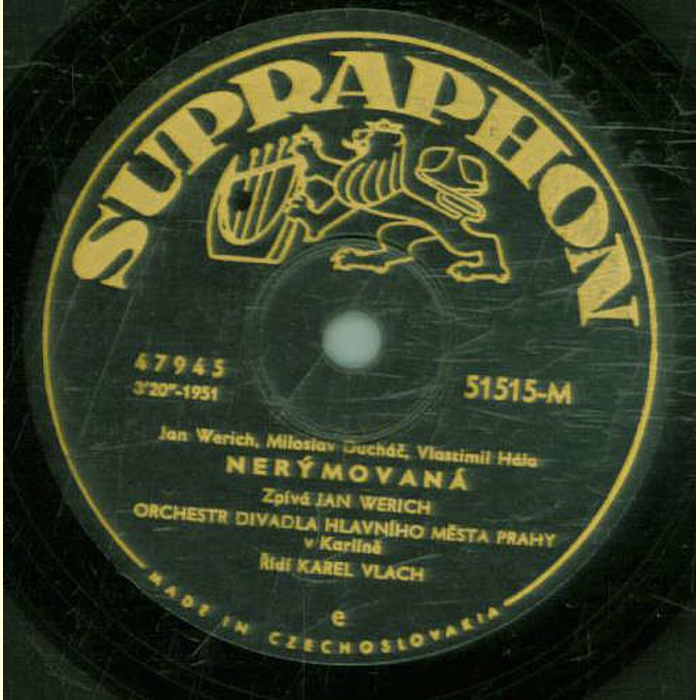 SUPRAPHON
47945
3'20"-1951
51515-M
Jan Werich, Miloslav Ducháč, Vlastimil Hála
NERÝMOVANÁ
Zpívá JAN WERICH
ORCHESTR DIVADLA HLAVNÍHO MĚSTA PRAHY
v Karlíně
Řídí KAREL VLACH
e
MADE IN CZECHOSLOVAKIA